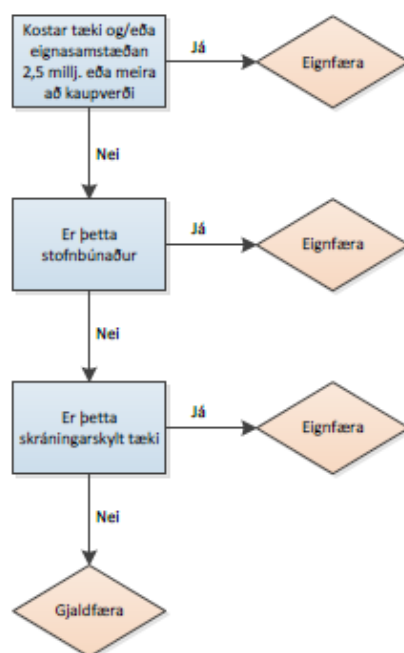 Kostar tæki og/eða
eignasamstæðan
2,5 millj. eða meira
að kaupverði
Já
Eignfæra
Nei
Er þetta
stofnbúnaður
Já
Eignfæra
Nei
Er þetta
skráningarskylt tæki
Já
Eignfæra
Nei
Gjaldfæra